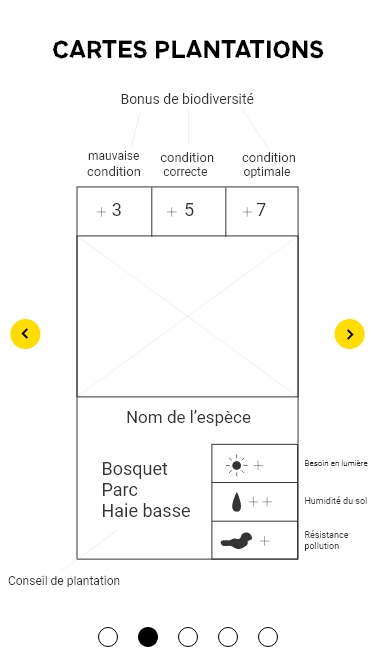 CARTES PLANTATIONS
Bonus de biodiversité
mauvaise condition
condition correcte
condition optimale
+ 3
+ 5
+ 7
Nom de l'espèce
Bosquet
Parc
Haie basse
+
Besoin en lumière
+ +
Humidité du sol
+
Résistance
pollution
Conseil de plantation